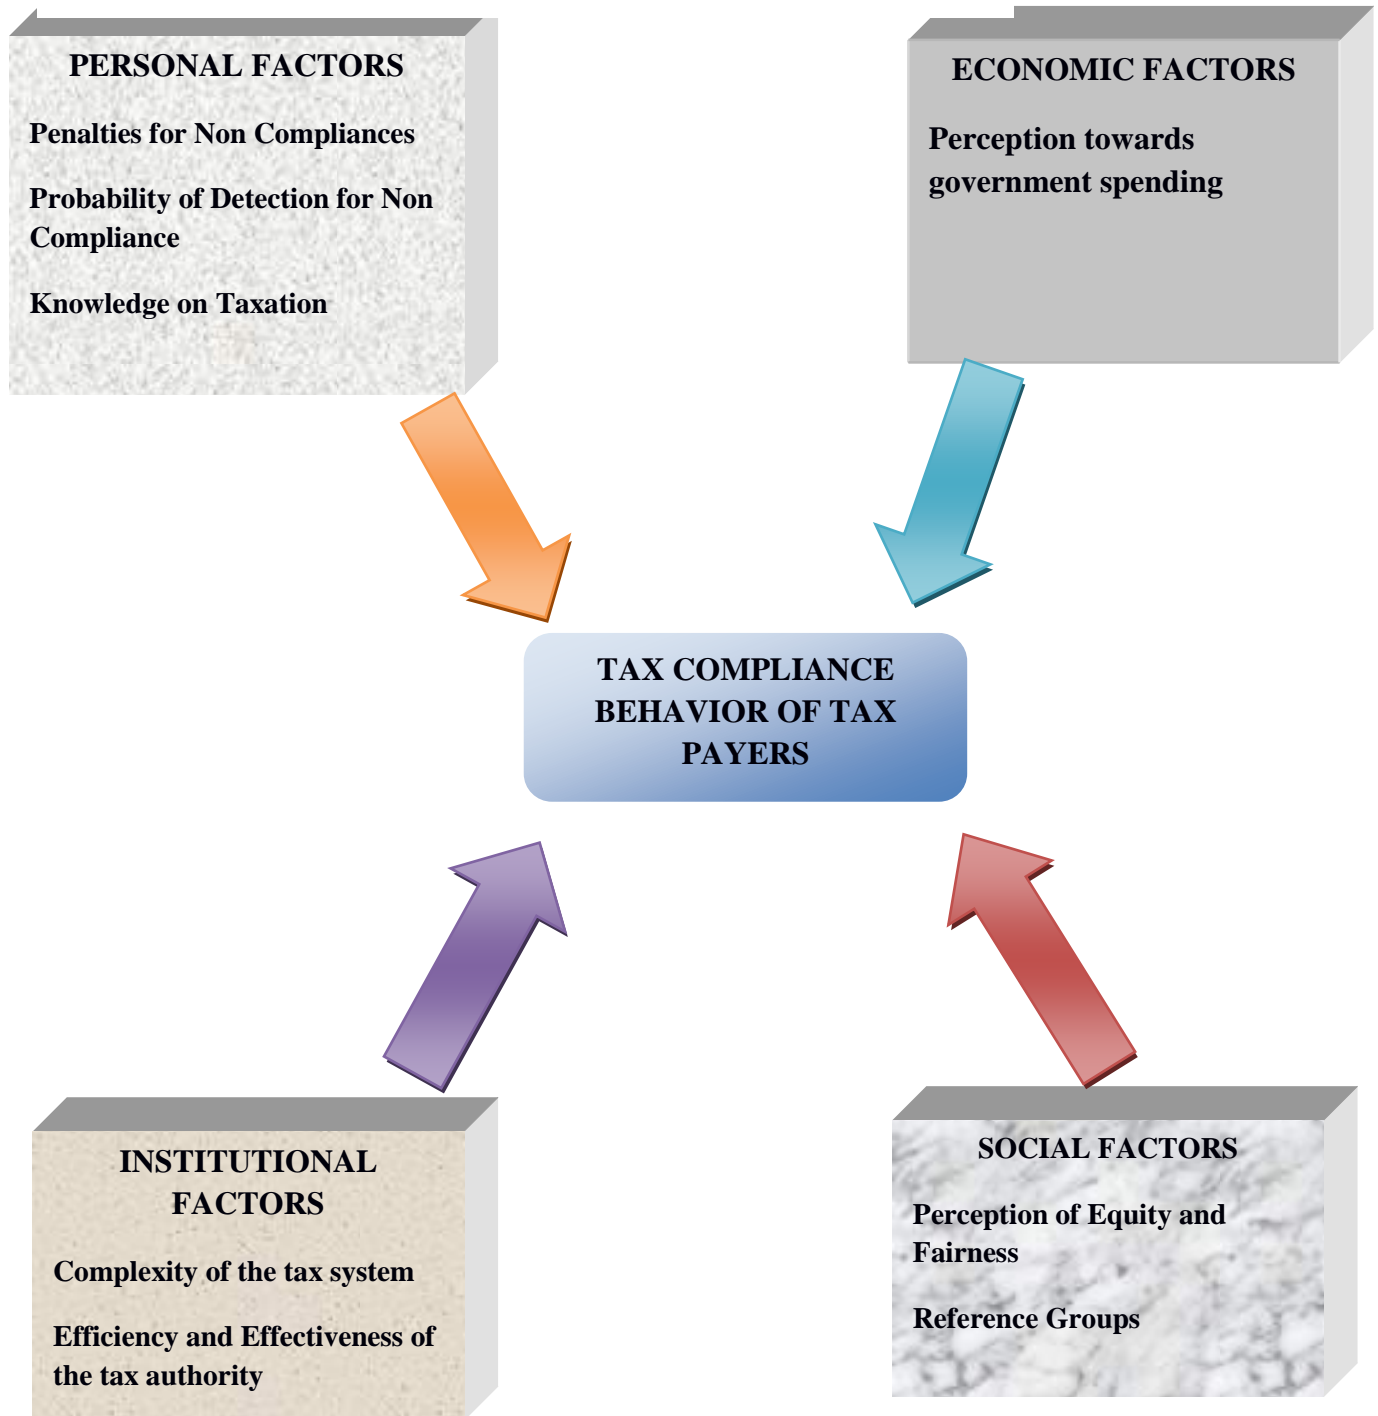 PERSONAL FACTORS
Penalties for Non Compliances
Probability of Detection for Non
Compliance
Knowledge on Taxation
ECONOMIC FACTORS
Perception towards
government spending
TAX COMPLIANCE
BEHAVIOR OF TAX
PAYERS
INSTITUTIONAL
FACTORS
Complexity of the tax system
Efficiency and Effectiveness of
the tax authority
SOCIAL FACTORS
Perception of Equity and
Fairness
Reference Groups